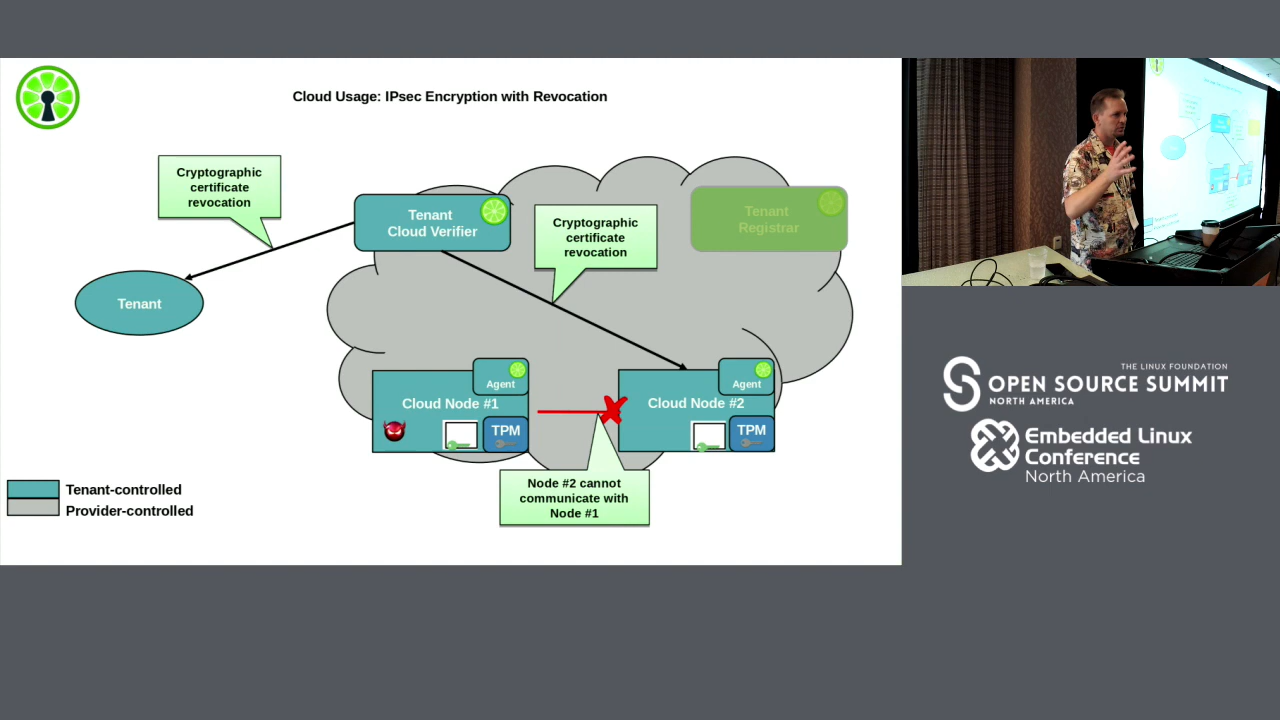 Cloud Usage: IPsec Encryption with Revocation
Cryptographic
certificate
revocation
Tenant
Cloud Verifier
Cryptographic
certificate
revocation
Tenant
Registrar
Tenant
Agent
Cloud Node #1
TPM
Agent
Cloud Node #2
TPM
Node #2 cannot
communicate with
Node #1
Tenant-controlled
Provider-controlled
THE LINUX FOUNDATION
OPEN SOURCE SUMMIT
NORTH AMERICA
Embedded Linux
Conference
North America